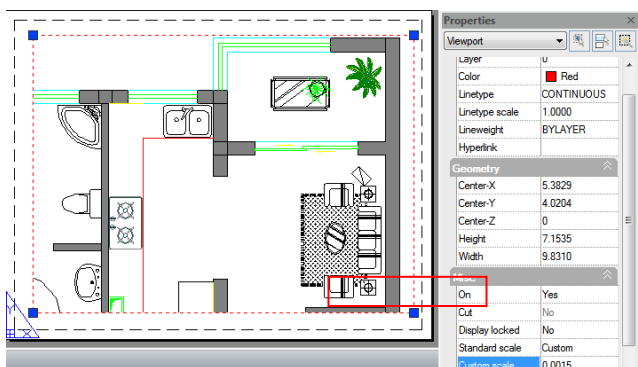 Properties
Viewport
Layer 0
Color Red
Linetype CONTINUOUS
Linetype scale 1.0000
Lineweight BYLAYER
Hyperlink
Geometry
Center-X 5.3829
Center-Y 4.0204
Center-Z 0
Height 7.1535
Width 9.8310
Misc
On Yes
Cut No
Display locked No
Standard scale Custom
Custom scale 0.0015
X